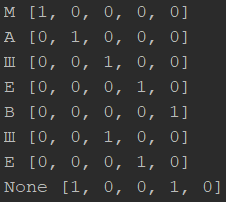 М [1, 0, 0, 0, 0]
А [0, 1, 0, 0, 0]
Ш [0, 0, 1, 0, 0]
Е [0, 0, 0, 1, 0]
В [0, 0, 0, 0, 1]
Ш [0, 0, 1, 0, 0]
Е [0, 0, 0, 1, 0]
None [1, 0, 0, 1, 0]